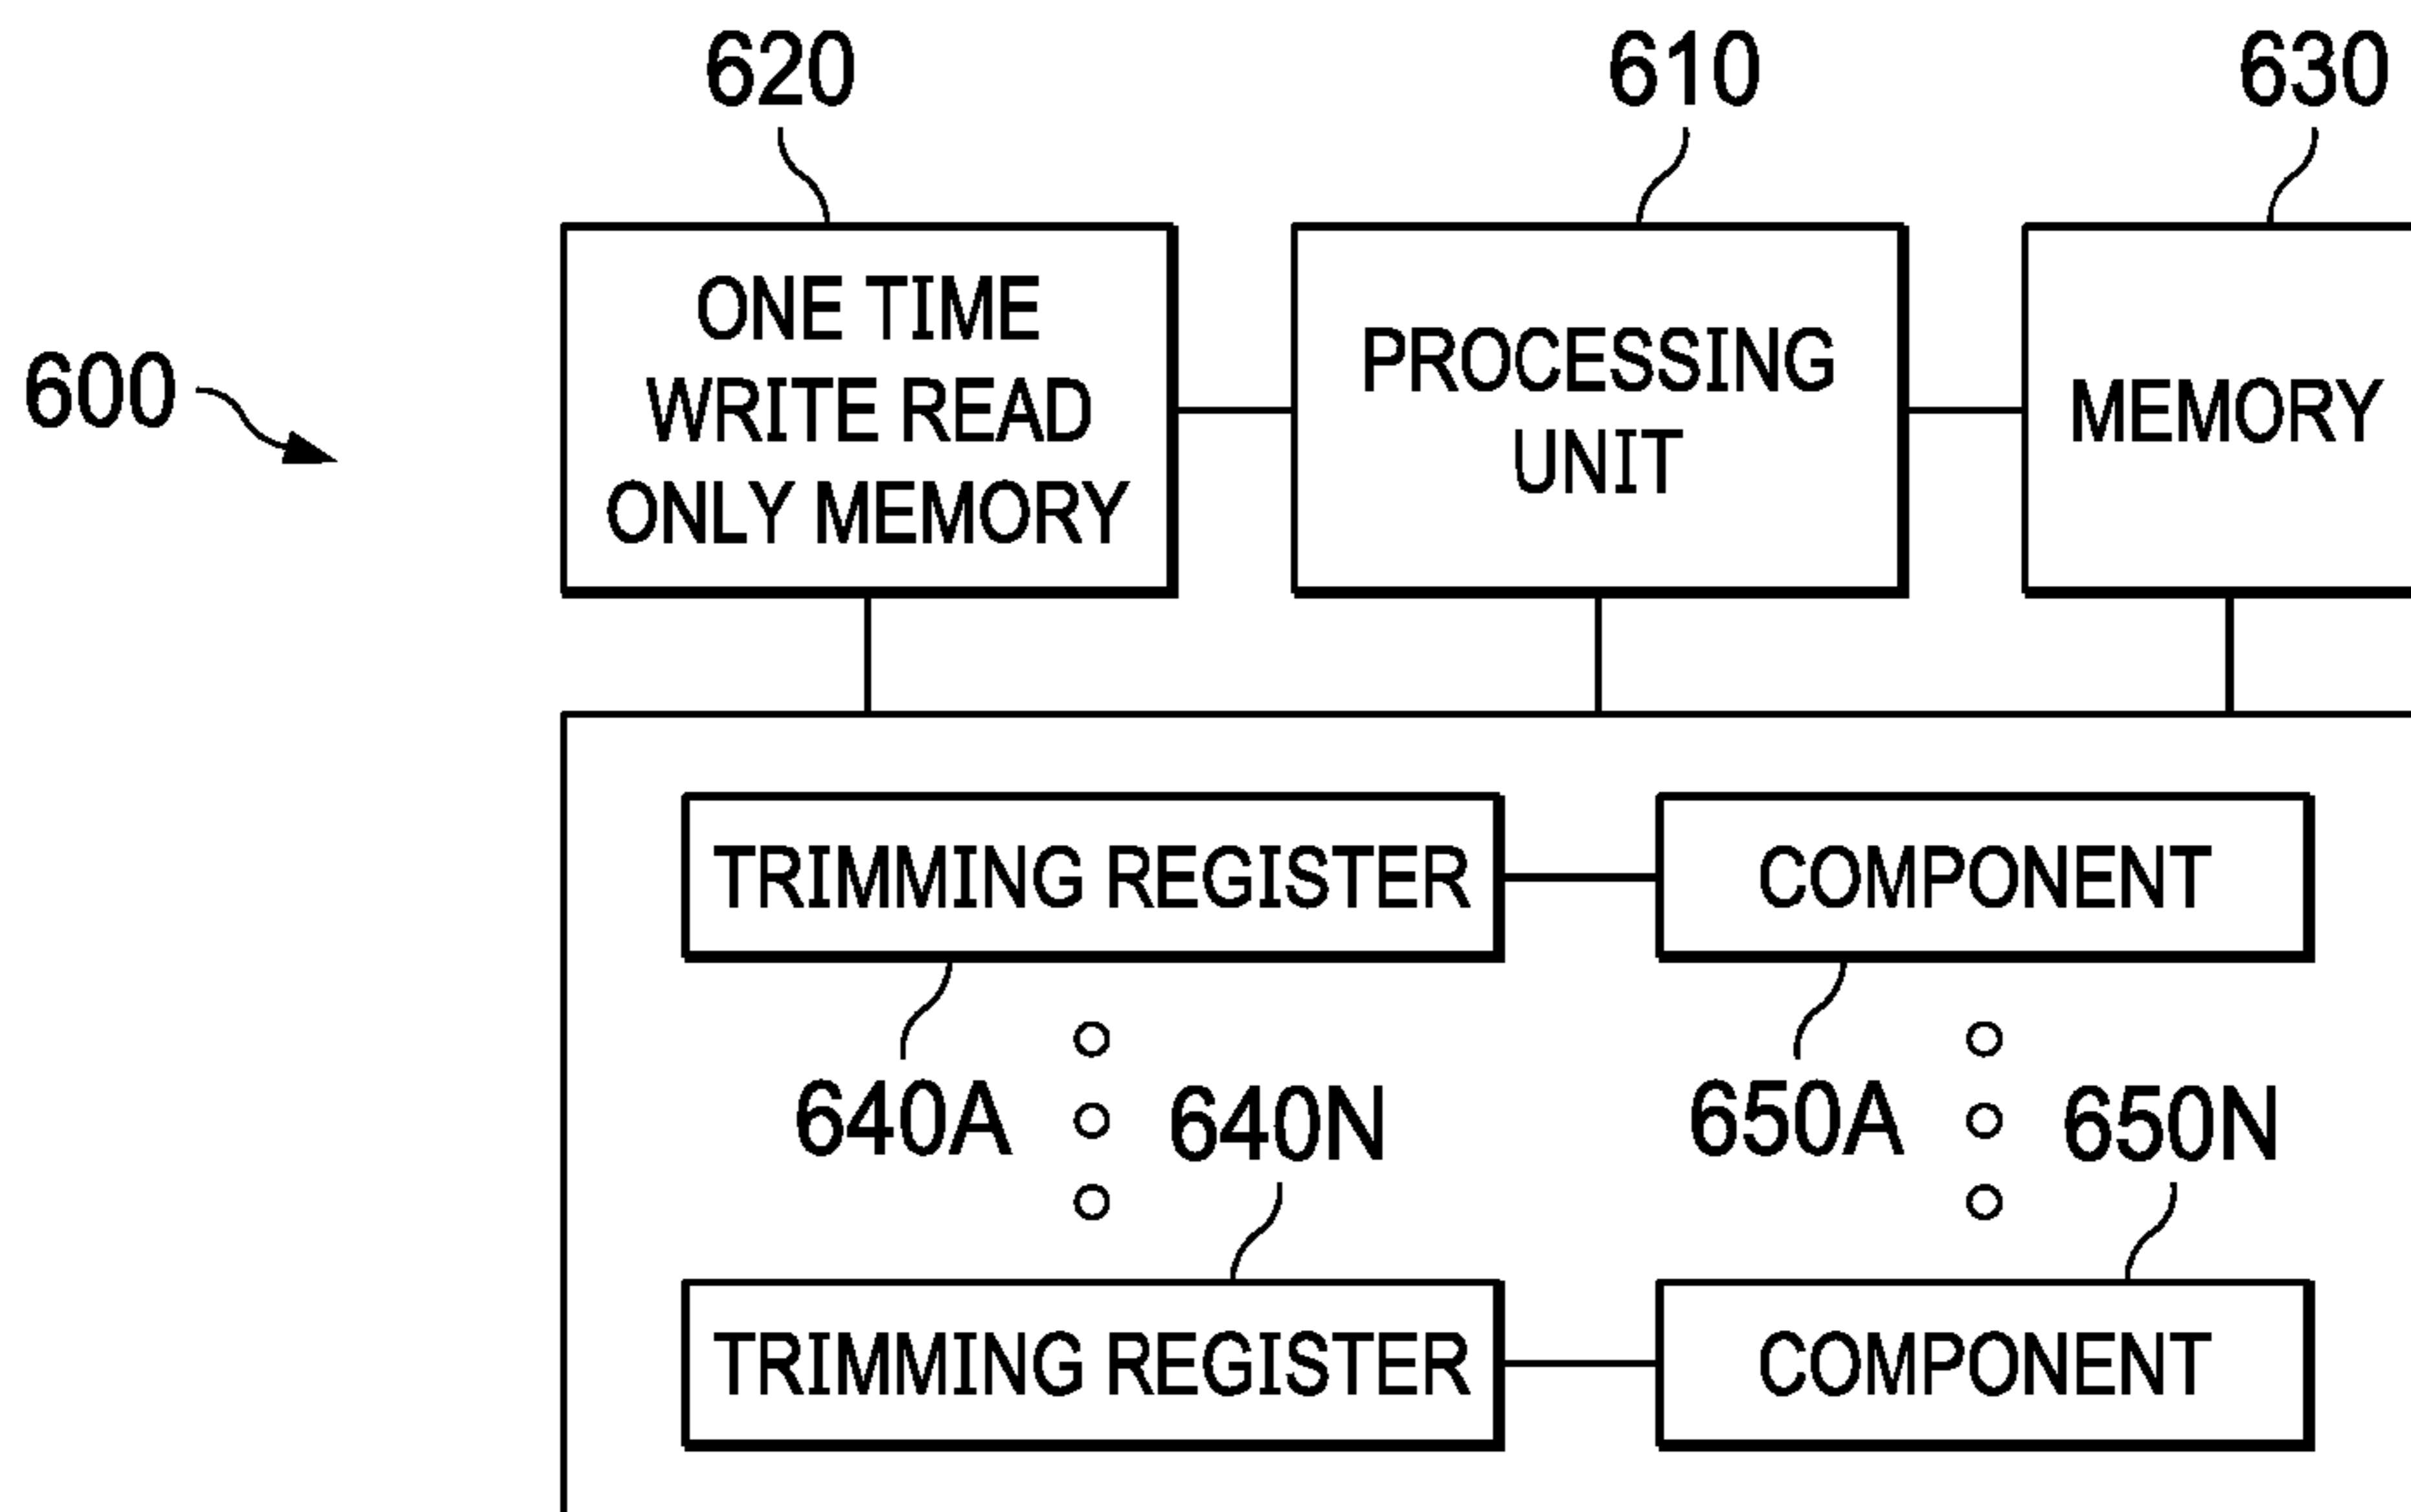 620
610
630
ONE TIME
WRITE READ
ONLY MEMORY
PROCESSING
UNIT
MEMORY
600
TRIMMING REGISTER
COMPONENT
640A
640N
650A
650N
TRIMMING REGISTER
COMPONENT